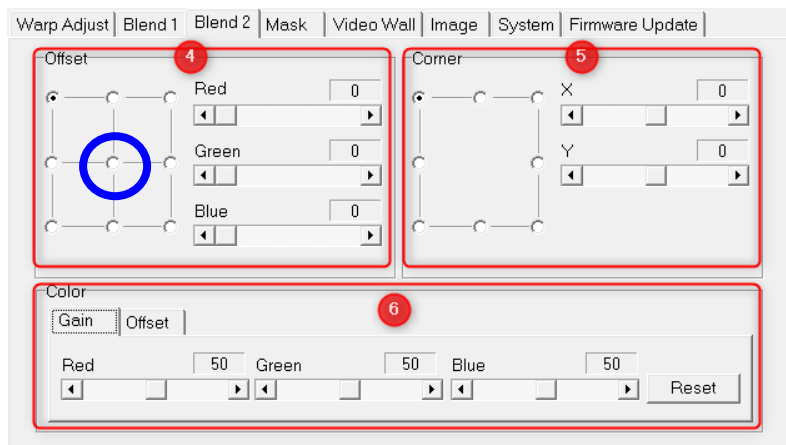 Warp Adjust Blend 1 Blend 2 Mask Video Wall Image System Firmware Update
Offset 4
Red 0
Green 0
Blue 0
Corner 5
X 0
Y 0
Color 6
Gain Offset
Red 50 Green 50 Blue 50
Reset